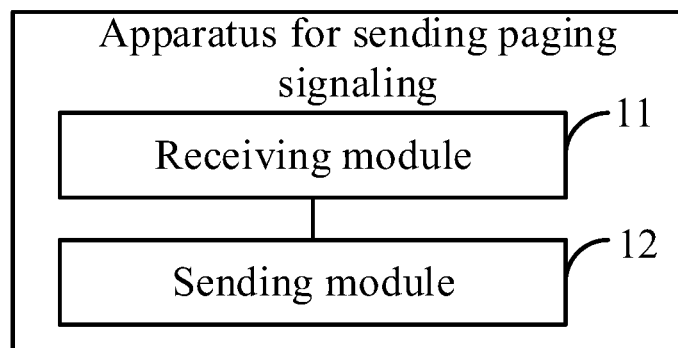 Apparatus for sending paging
signaling
Receiving module
11
Sending module
12